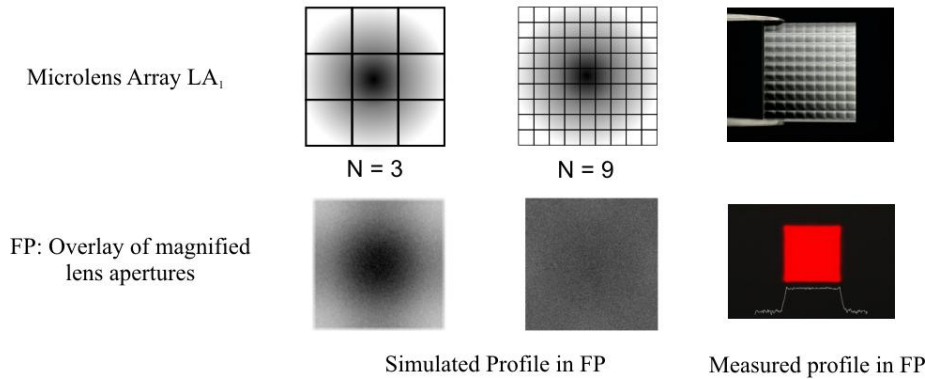 Microlens Array LA₁
N = 3
N = 9
FP: Overlay of magnified
lens apertures
Simulated Profile in FP
Measured profile in FP